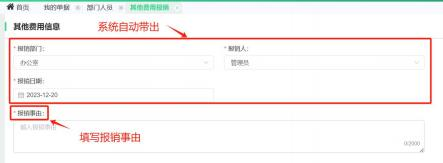 首页 我的单据 部门人员 其他费用报销
其他费用信息
系统自动带出
* 报销部门： * 报销人：
办公室 管理员
* 报销日期：
2023-12-20
* 报销事由：
输入报销事由
填写报销事由
0/2000